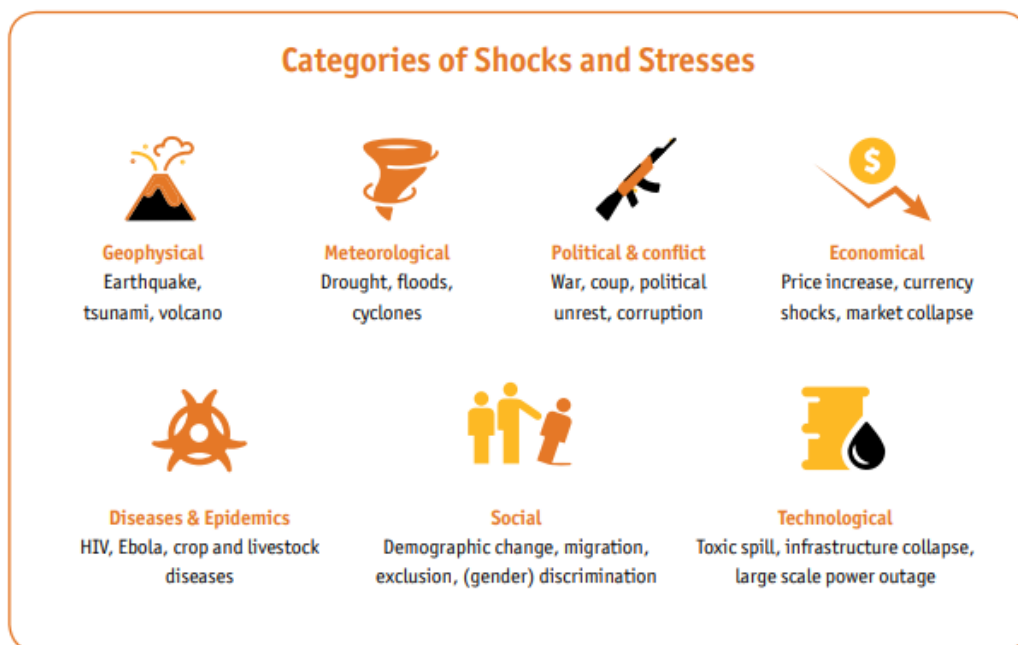 Categories of Shocks and Stresses
$
Geophysical
Earthquake,
tsunami, volcano
Meteorological
Drought, floods,
cyclones
Political & conflict
War, coup, political
unrest, corruption
Economical
Price increase, currency
shocks, market collapse
Diseases & Epidemics
HIV, Ebola, crop and livestock
diseases
Social
Demographic change, migration,
exclusion, (gender) discrimination
Technological
Toxic spill, infrastructure collapse,
large scale power outage